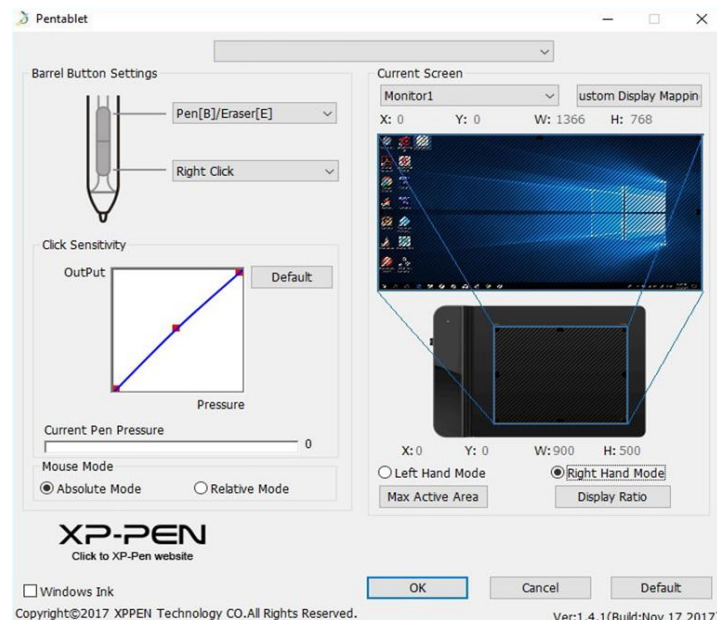 Pentablet
Barrel Button Settings
Pen[B]/Eraser[E]
Right Click
Click Sensitivity
OutPut
Default
Pressure
Current Pen Pressure
0
Mouse Mode
Absolute Mode
Relative Mode
XP-PEN
Click to XP-Pen website
Windows Ink
Copyright©2017 XPPEN Technology CO.All Rights Reserved.
Current Screen
Monitor1
ustom Display Mappin
X: 0 Y: 0 W: 1366 H: 768
X: 0 Y: 0 W: 900 H: 500
Left Hand Mode
Right Hand Mode
Max Active Area
Display Ratio
OK
Cancel
Default
Ver:1.4.1(Build:Nov 17 2017)